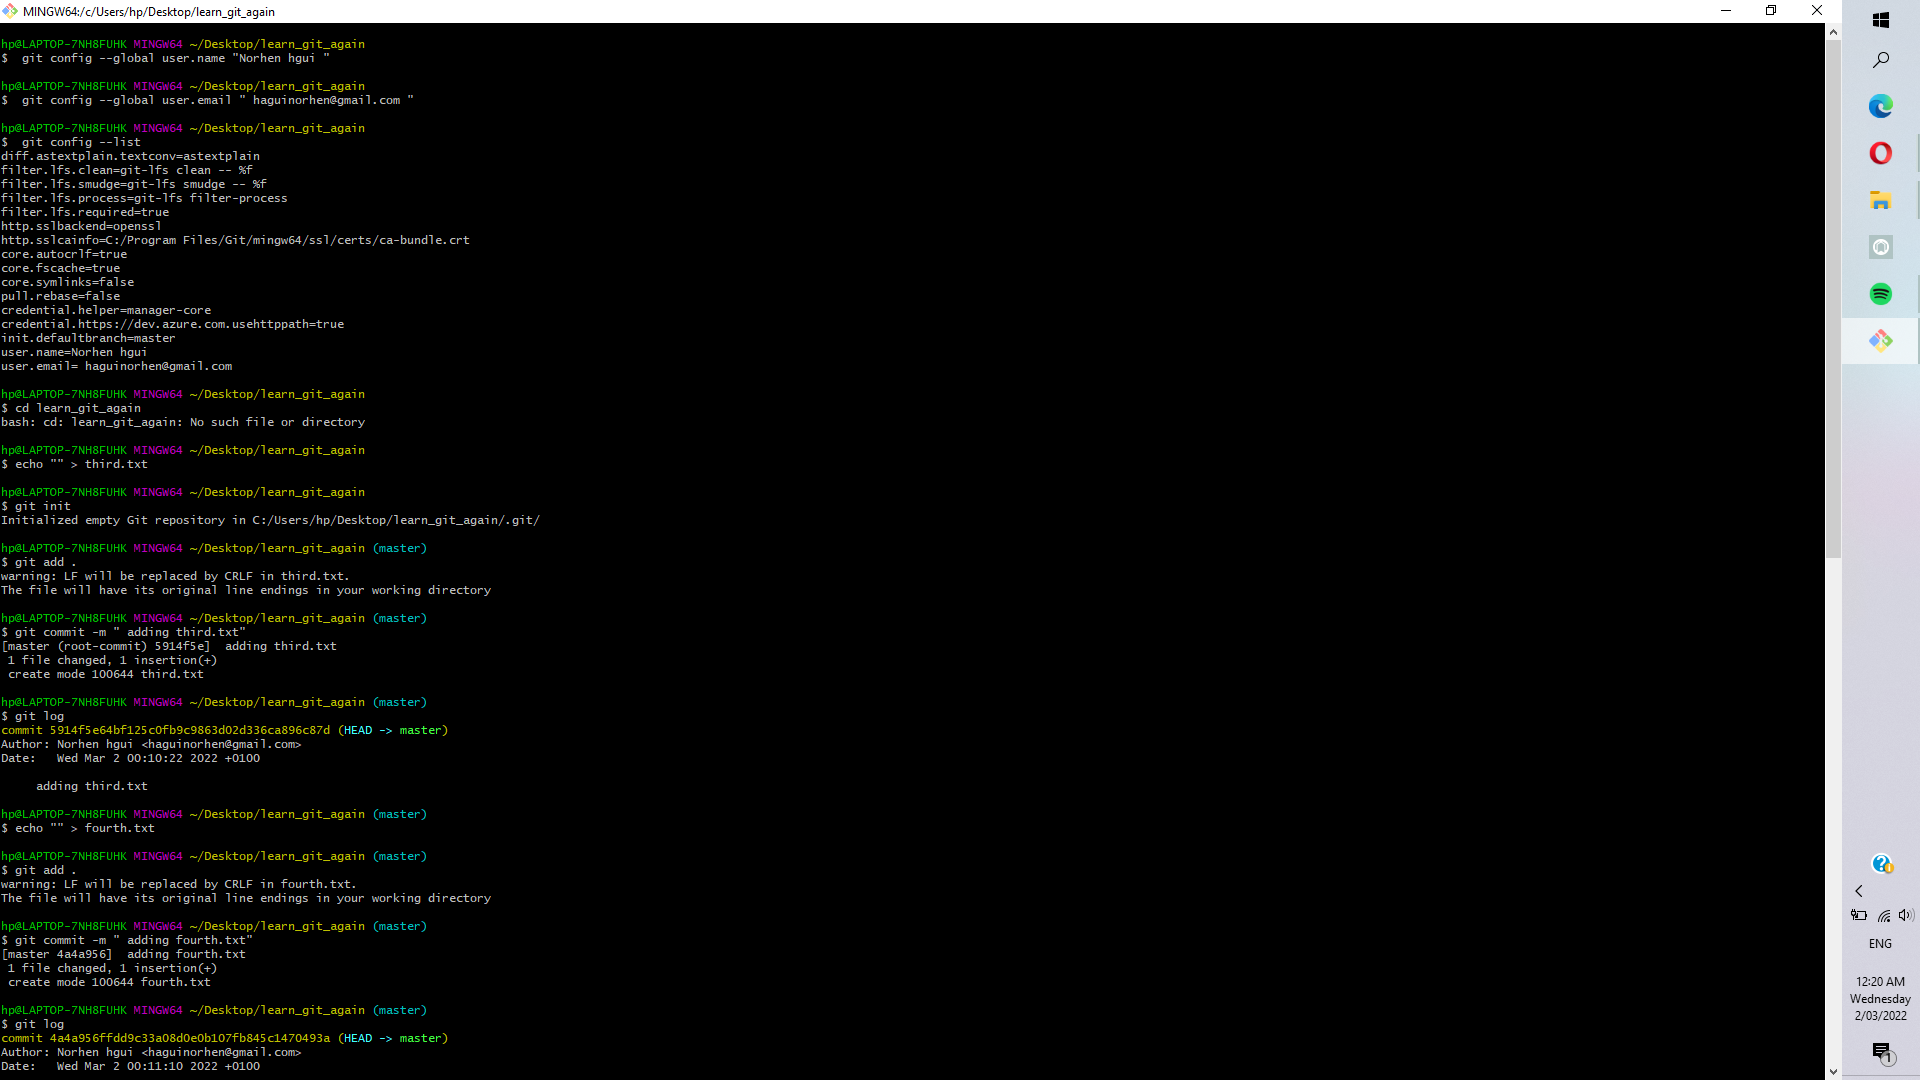 MINGW64:/c/Users/hp/Desktop/learn_git_again
hp@LAPTOP-7NH8FUHK MINGW64 ~/Desktop/learn_git_again
$  git config --global user.name "Norhen hgui "
hp@LAPTOP-7NH8FUHK MINGW64 ~/Desktop/learn_git_again
$  git config --global user.email " haguinorhen@gmail.com "
hp@LAPTOP-7NH8FUHK MINGW64 ~/Desktop/learn_git_again
$  git config --list
diff.astextplain.textconv=astextplain
filter.lfs.clean=git-lfs clean -- %f
filter.lfs.smudge=git-lfs smudge -- %f
filter.lfs.process=git-lfs filter-process
filter.lfs.required=true
http.sslbackend=openssl
http.sslcainfo=C:/Program Files/Git/mingw64/ssl/certs/ca-bundle.crt
core.autocrlf=true
core.fscache=true
core.symlinks=false
pull.rebase=false
credential.helper=manager-core
credential.https://dev.azure.com.usehttppath=true
init.defaultbranch=master
user.name=Norhen hgui
user.email= haguinorhen@gmail.com
hp@LAPTOP-7NH8FUHK MINGW64 ~/Desktop/learn_git_again
$ cd learn_git_again
bash: cd: learn_git_again: No such file or directory
hp@LAPTOP-7NH8FUHK MINGW64 ~/Desktop/learn_git_again
$ echo "" > third.txt
hp@LAPTOP-7NH8FUHK MINGW64 ~/Desktop/learn_git_again
$ git init
Initialized empty Git repository in C:/Users/hp/Desktop/learn_git_again/.git/
hp@LAPTOP-7NH8FUHK MINGW64 ~/Desktop/learn_git_again (master)
$ git add .
warning: LF will be replaced by CRLF in third.txt.
The file will have its original line endings in your working directory
hp@LAPTOP-7NH8FUHK MINGW64 ~/Desktop/learn_git_again (master)
$ git commit -m " adding third.txt"
[master (root-commit) 5914f5e]  adding third.txt
 1 file changed, 1 insertion(+)
 create mode 100644 third.txt
hp@LAPTOP-7NH8FUHK MINGW64 ~/Desktop/learn_git_again (master)
$ git log
commit 5914f5e64bf125c0fb9c9863d02d336ca896c87d (HEAD -> master)
Author: Norhen hgui <haguinorhen@gmail.com>
Date:   Wed Mar 2 00:10:22 2022 +0100
     adding third.txt
hp@LAPTOP-7NH8FUHK MINGW64 ~/Desktop/learn_git_again (master)
$ echo "" > fourth.txt
hp@LAPTOP-7NH8FUHK MINGW64 ~/Desktop/learn_git_again (master)
$ git add .
warning: LF will be replaced by CRLF in fourth.txt.
The file will have its original line endings in your working directory
hp@LAPTOP-7NH8FUHK MINGW64 ~/Desktop/learn_git_again (master)
$ git commit -m " adding fourth.txt"
[master 4a4a956]  adding fourth.txt
 1 file changed, 1 insertion(+)
 create mode 100644 fourth.txt
hp@LAPTOP-7NH8FUHK MINGW64 ~/Desktop/learn_git_again (master)
$ git log
commit 4a4a956ffdd9c33a08d0e0b107fb845c1470493a (HEAD -> master)
Author: Norhen hgui <haguinorhen@gmail.com>
Date:   Wed Mar 2 00:11:10 2022 +0100
ENG
12:20 AM
Wednesday
2/03/2022
1